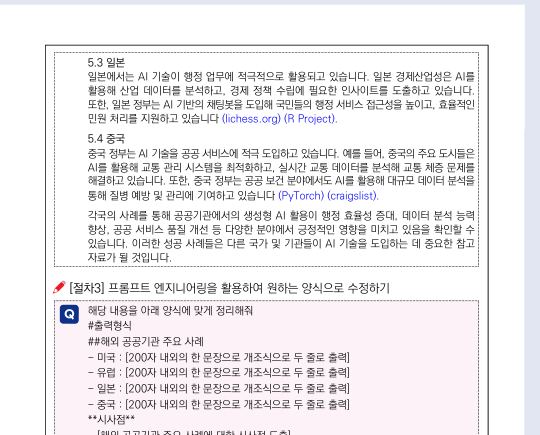 5.3 일본
일본에서는 AI 기술이 행정 업무에 적극적으로 활용되고 있습니다. 일본 경제산업성은 AI를
활용해 산업 데이터를 분석하고, 경제 정책 수립에 필요한 인사이트를 도출하고 있습니다.
또한, 일본 정부는 AI 기반의 채팅봇을 도입해 국민들의 행정 서비스 접근성을 높이고, 효율적인
민원 처리를 지원하고 있습니다 (lichess.org) (R Project).
5.4 중국
중국 정부는 AI 기술을 공공 서비스에 적극 도입하고 있습니다. 예를 들어, 중국의 주요 도시들은
AI를 활용해 교통 관리 시스템을 최적화하고, 실시간 교통 데이터를 분석해 교통 체증 문제를
해결하고 있습니다. 또한, 중국 정부는 공공 보건 분야에서도 AI를 활용해 대규모 데이터 분석을
통해 질병 예방 및 관리에 기여하고 있습니다 (PyTorch) (craigslist).
각국의 사례를 통해 공공기관에서의 생성형 AI 활용이 행정 효율성 증대, 데이터 분석 능력
향상, 공공 서비스 품질 개선 등 다양한 분야에서 긍정적인 영향을 미치고 있음을 확인할 수
있습니다. 이러한 성공 사례들은 다른 국가 및 기관들이 AI 기술을 도입하는 데 중요한 참고
자료가 될 것입니다.
[절차3] 프롬프트 엔지니어링을 활용하여 원하는 양식으로 수정하기
Q 해당 내용을 아래 양식에 맞게 정리해줘
#출력형식
##해외 공공기관 주요 사례
- 미국 : [200자 내외의 한 문장으로 개조식으로 두 줄로 출력]
- 유럽 : [200자 내외의 한 문장으로 개조식으로 두 줄로 출력]
- 일본 : [200자 내외의 한 문장으로 개조식으로 두 줄로 출력]
- 중국 : [200자 내외의 한 문장으로 개조식으로 두 줄로 출력]
**시사점**
- [해외 공공기관 주요 사례에 대한 시사점 도출]